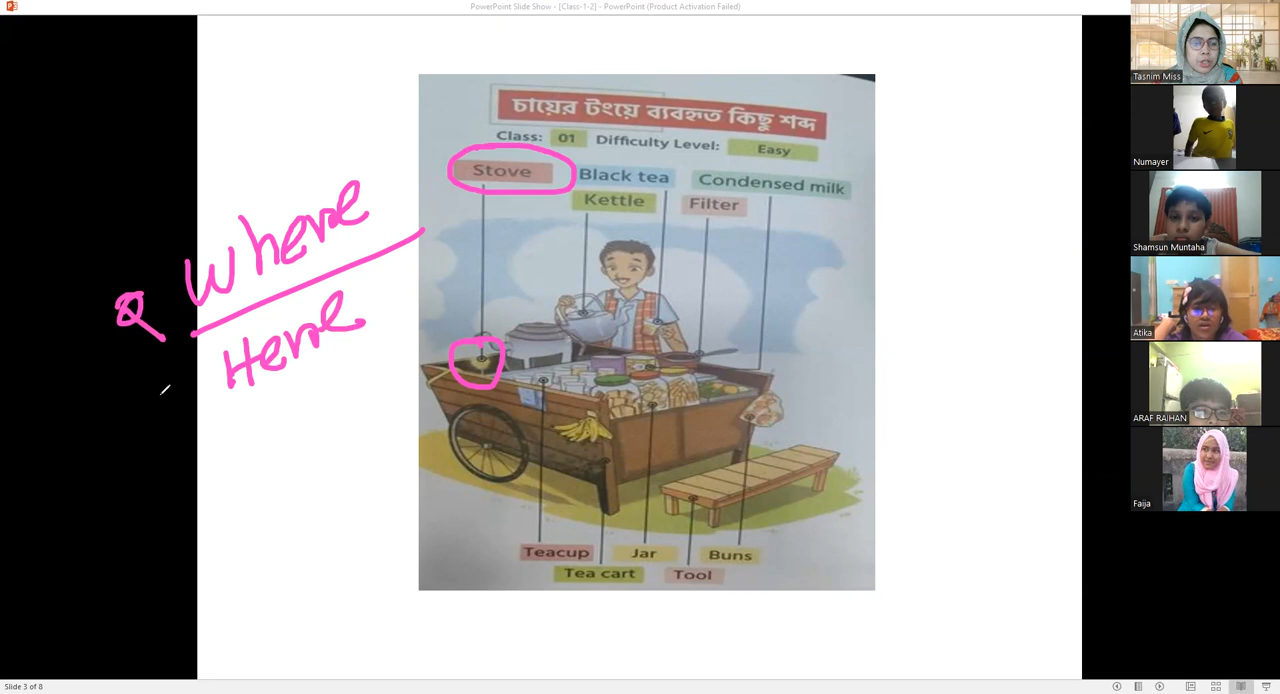 PowerPoint Slide Show - [Class-1-2] - PowerPoint (Product Activation Failed)
চায়ের টংয়ে ব্যবহৃত কিছু শব্দ
Class: 01 Difficulty Level: Easy
Stove Black tea Condensed milk
Kettle Filter
Where
Here
Teacup Jar Buns
Tea cart Tool
Tasnim Miss
Numayer
Shamsun Muntaha
Atika
ARAF RAIHAN
Faija
Slide 3 of 8